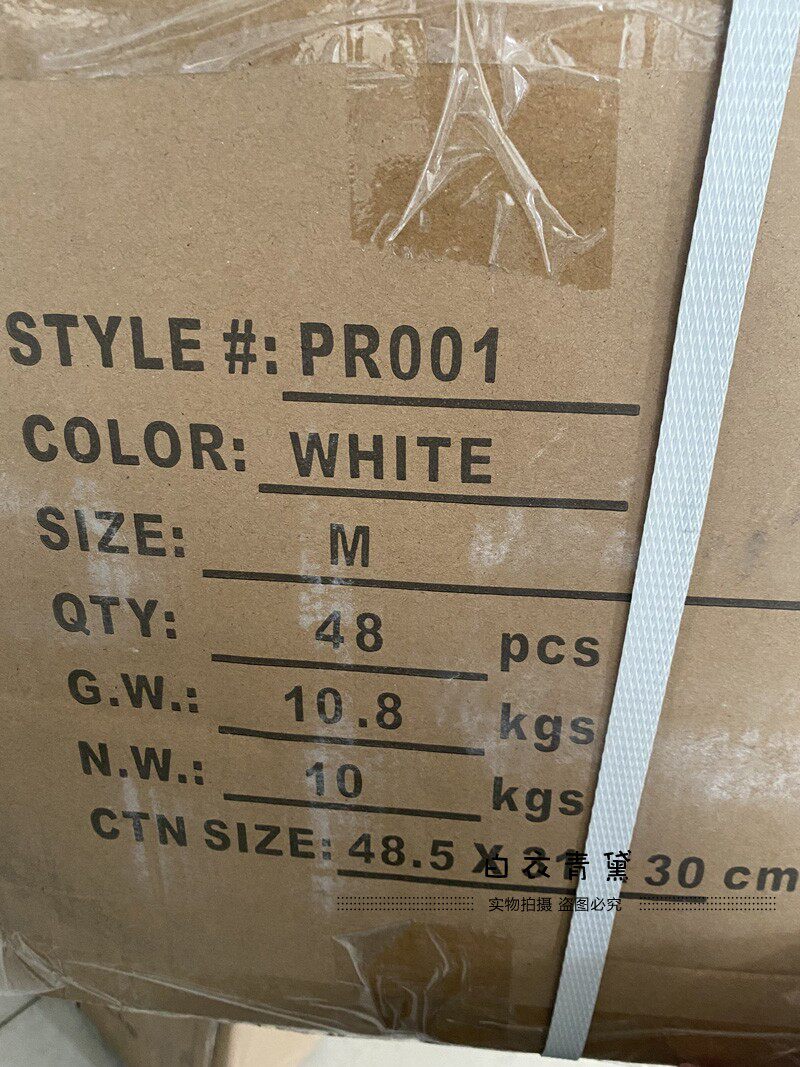 STYLE #: PR001
COLOR: WHITE
SIZE: M
QTY: 48 pcs
G.W.: 10.8 kgs
N.W.: 10 kgs
CTN SIZE: 48.5 X 30 cm
白衣青黛
实物拍摄 盗图必究